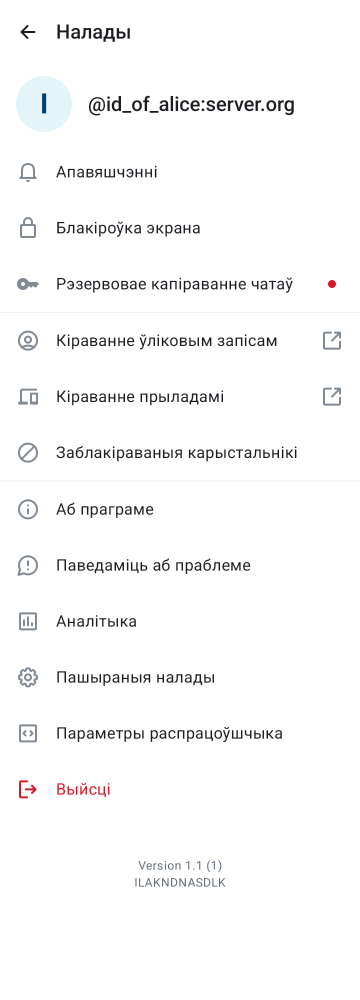 Налады
I
@id_of_alice:server.org
Апавяшчэнні
Блакіроўка экрана
Рэзервовае капіраванне чатаў
Кіраванне ўліковым запісам
Кіраванне прыладамі
Заблакіраваныя карыстальнікі
Аб праграме
Паведаміць аб праблеме
Аналітыка
Пашыраныя налады
Параметры распрацоўшчыка
Выйсці
Version 1.1 (1)
ILAKNDNASDLK